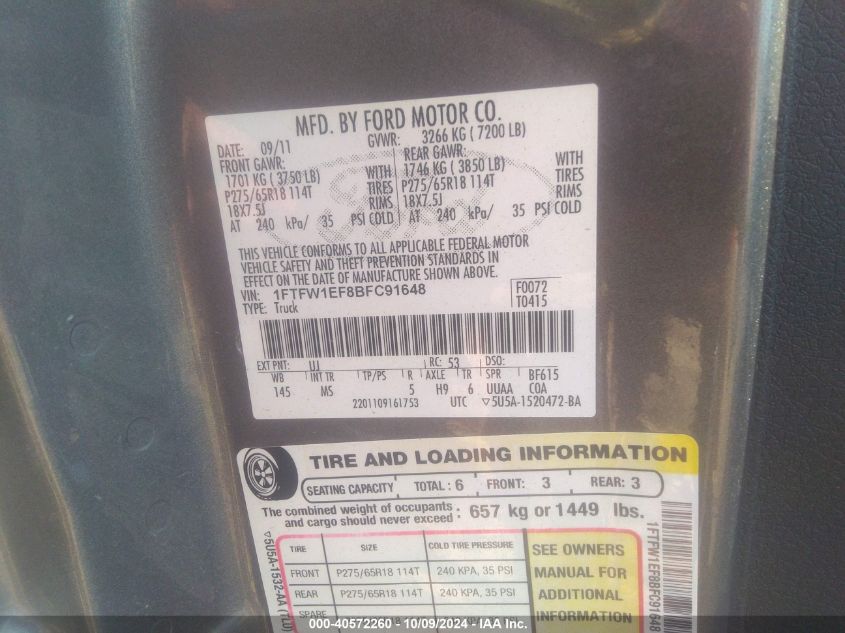 MFD. BY FORD MOTOR CO.
DATE: 09/11 GVWR: 3266 KG ( 7200 LB)
FRONT GAWR: REAR GAWR:
1701 KG ( 3750 LB) WITH 1746 KG ( 3850 LB) WITH
P275/65R18 114T TIRES P275/65R18 114T TIRES
18X7.5J RIMS 18X7.5J RIMS
AT 240 kPa/ 35 PSI COLD AT 240 kPa/ 35 PSI COLD
THIS VEHICLE CONFORMS TO ALL APPLICABLE FEDERAL MOTOR
VEHICLE SAFETY AND THEFT PREVENTION STANDARDS IN
EFFECT ON THE DATE OF MANUFACTURE SHOWN ABOVE.
VIN: 1FTFW1EF8BFC91648 F0072
TYPE: Truck T0415
EXT PNT: UJ RC: 53 DSO:
WB INT TR TP/PS R AXLE TR SPR BF615
145 MS 5 H9 6 UUAA COA
2201109161753 UTC ▽5U5A-1520472-BA
TIRE AND LOADING INFORMATION
SEATING CAPACITY TOTAL : 6 FRONT: 3 REAR: 3
The combined weight of occupants
and cargo should never exceed : 657 kg or 1449 lbs.
TIRE SIZE COLD TIRE PRESSURE
FRONT P275/65R18 114T 240 KPA, 35 PSI
REAR P275/65R18 114T 240 KPA, 35 PSI
SPARE
SEE OWNERS
MANUAL FOR
ADDITIONAL
INFORMATION
▽5U5A-1532-AA (TLU)
1FTFW1EF8BFC91648
000-40572260 - 10/09/2024 - IAA Inc.